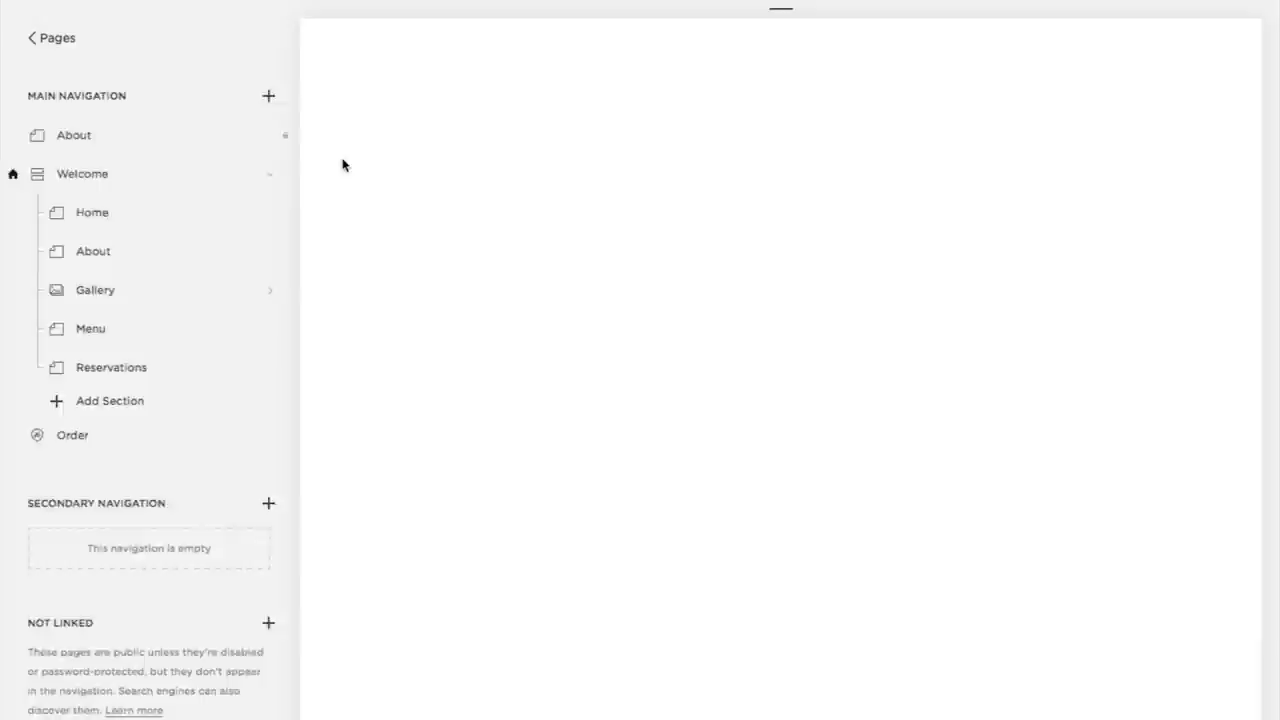 Pages
MAIN NAVIGATION
About
Welcome
Home
About
Gallery
Menu
Reservations
Add Section
Order
SECONDARY NAVIGATION
This navigation is empty
NOT LINKED
These pages are public unless they're disabled
or password-protected, but they don't appear
in the navigation. Search engines can also
discover them. Learn more